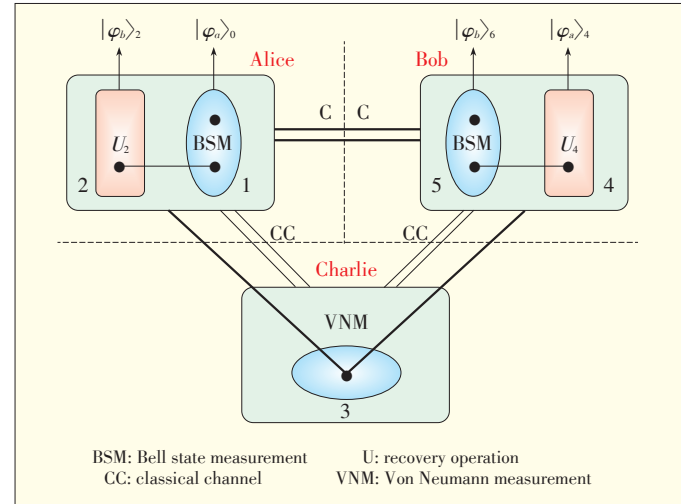 |φb⟩2 |φa⟩0 |φb⟩6 |φa⟩4
Alice Bob
C C
U2 BSM BSM U4
2 1 5 4
CC CC
Charlie
VNM
3
BSM: Bell state measurement U: recovery operation
CC: classical channel VNM: Von Neumann measurement